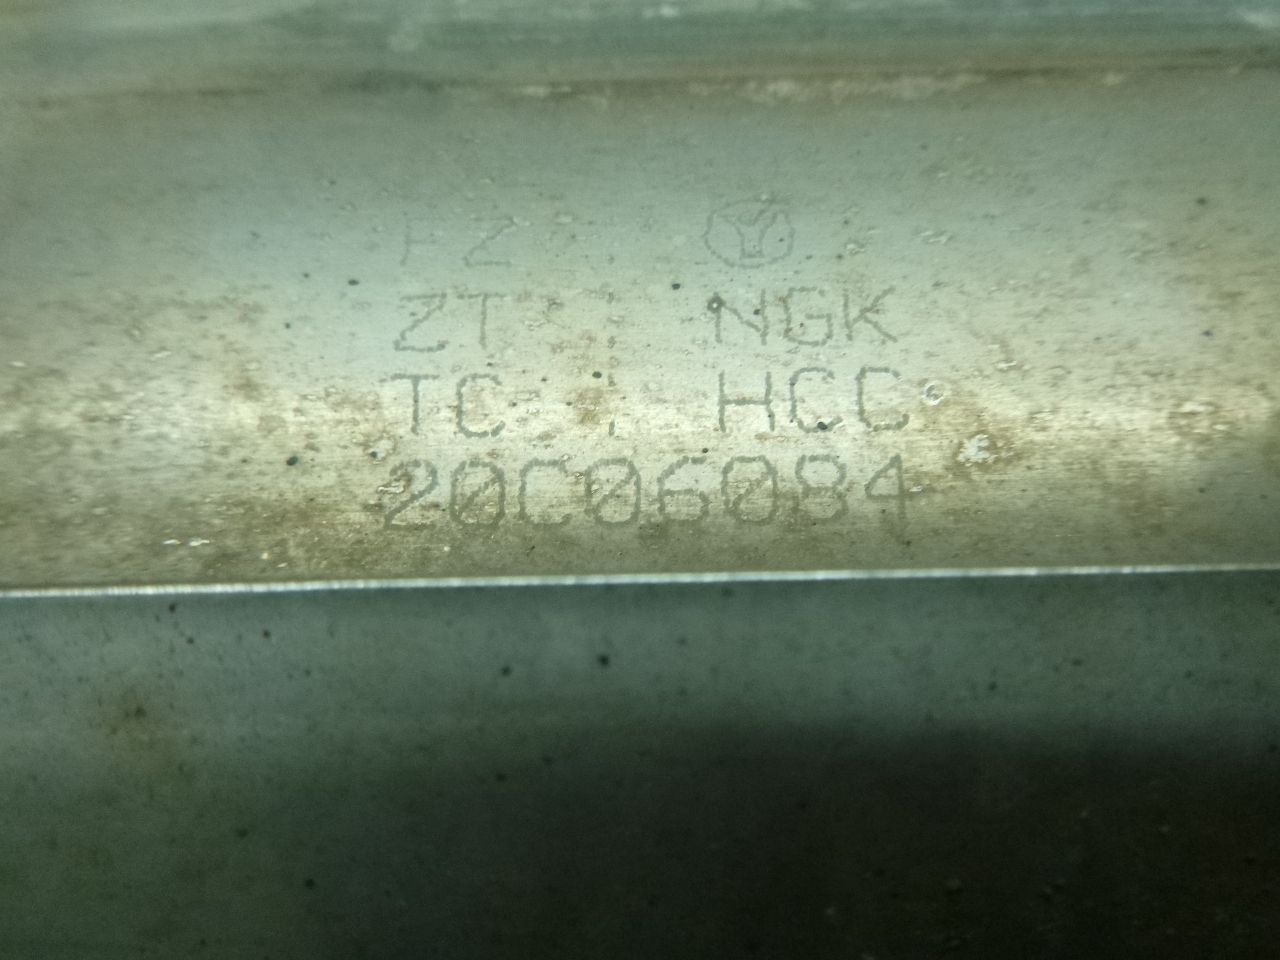 FZ
ZT : NGK
TC : HCC
20C06084